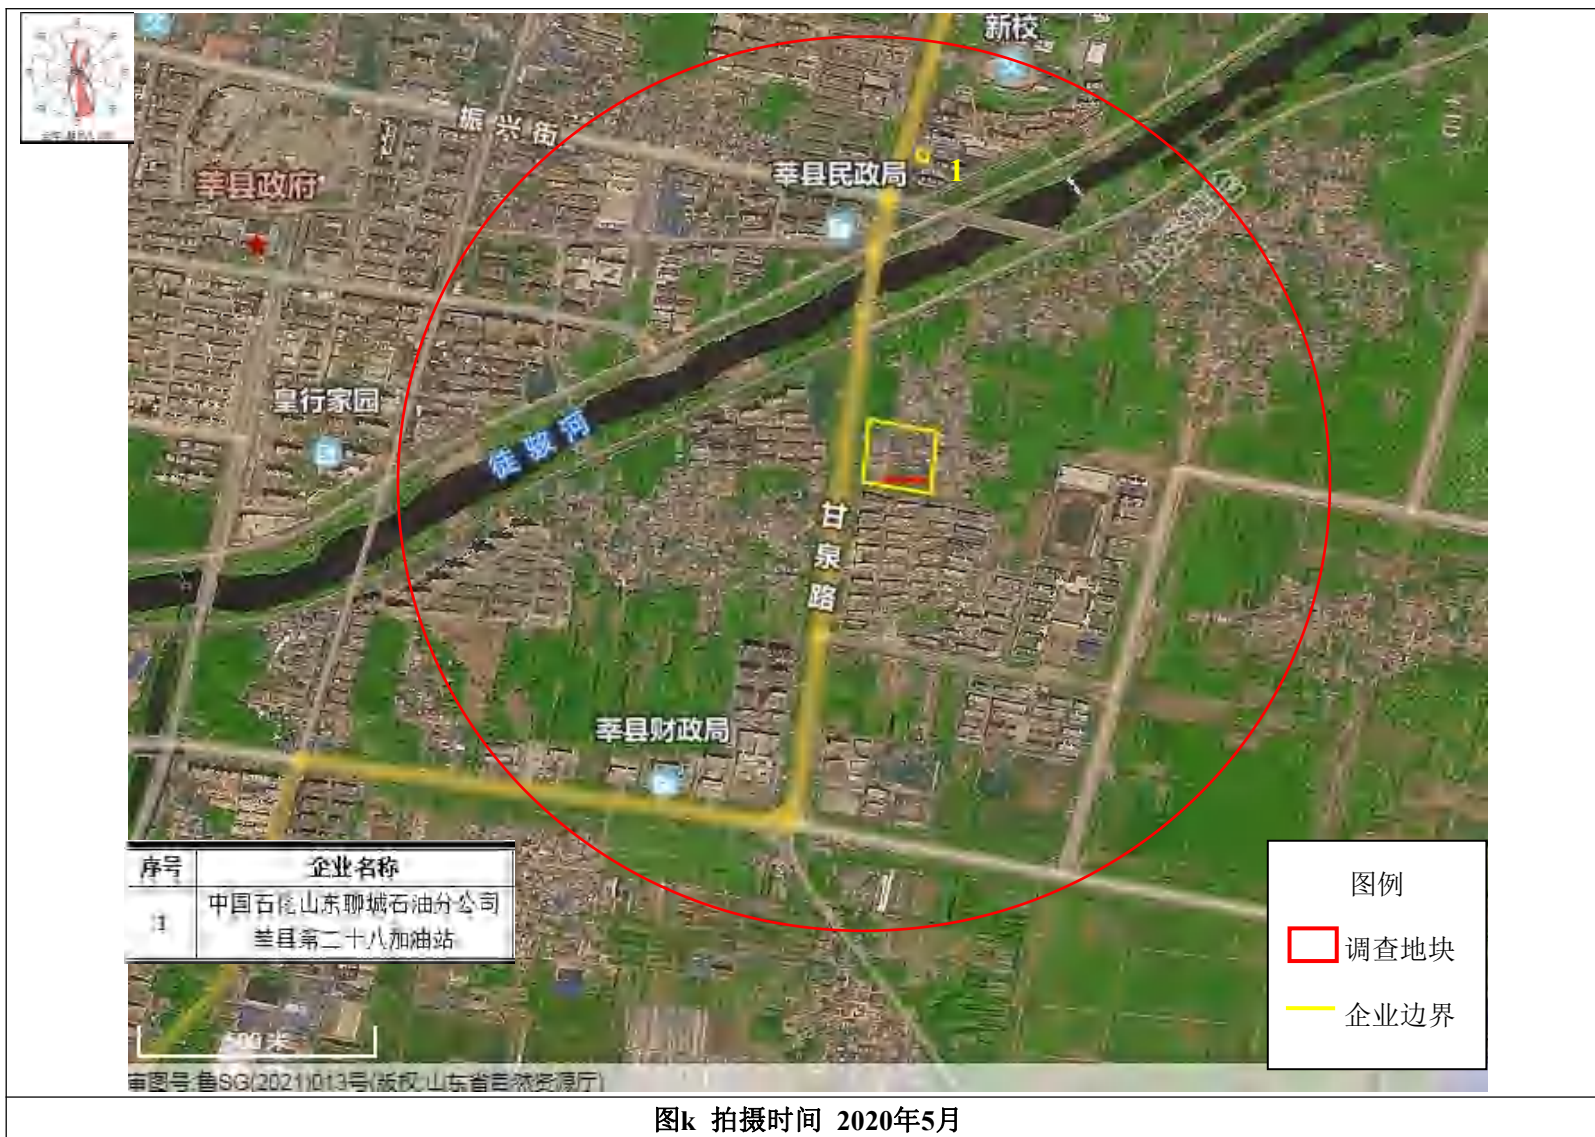 新校
振兴街
莘县民政局
1
莘县政府
皇行家园
徒骇河
甘泉路
莘县财政局
序号 企业名称
中国石化山东聊城石油分公司
莘县第二十八加油站
图例
调查地块
企业边界
500米
审图号:鲁SG(2021)013号(版权:山东省自然资源厅)
图k 拍摄时间 2020年5月